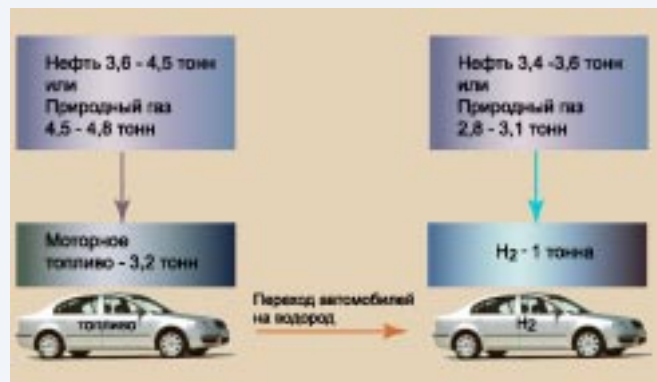 Нефть 3,6 - 4,5 тонн
или
Природный газ
4,5 - 4,8 тонн
Нефть 3,4 -3,6 тонн
или
Природный газ
2,8 - 3,1 тонн
Моторное
топливо - 3,2 тонн
H2 - 1 тонна
Переход автомобилей
на водород
топливо
H2